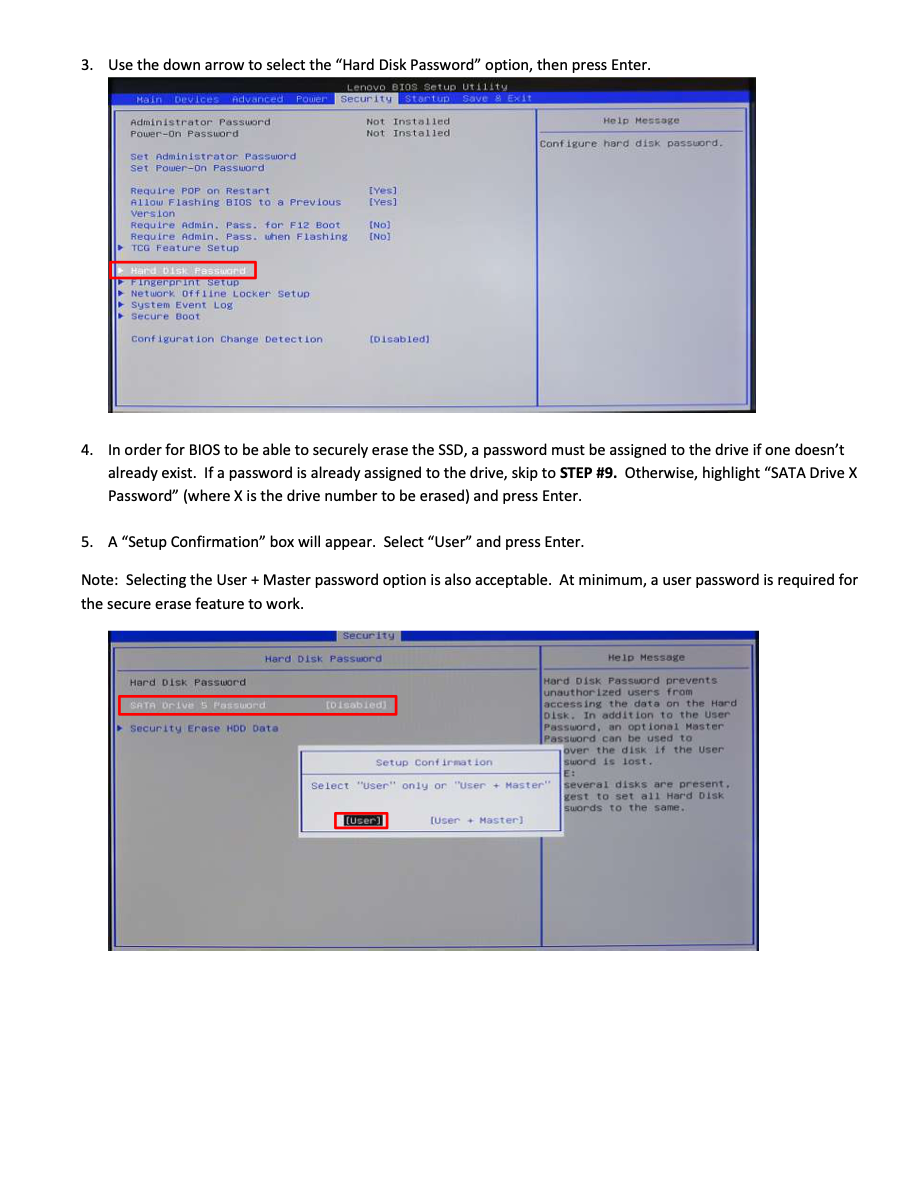 3. Use the down arrow to select the “Hard Disk Password” option, then press Enter.
Lenovo BIOS Setup Utility
Main Devices Advanced Power Security Startup Save & Exit
Administrator Password Not Installed
Power-On Password Not Installed
Set Administrator Password
Set Power-On Password
Require POP on Restart [Yes]
Allow Flashing BIOS to a Previous [Yes]
Version
Require Admin. Pass. for F12 Boot [No]
Require Admin. Pass. when Flashing [No]
TCG Feature Setup
Hard Disk Password
Fingerprint Setup
Network Offline Locker Setup
System Event Log
Secure Boot
Configuration Change Detection [Disabled]
Help Message
Configure hard disk password.
4. In order for BIOS to be able to securely erase the SSD, a password must be assigned to the drive if one doesn’t
already exist. If a password is already assigned to the drive, skip to STEP #9. Otherwise, highlight “SATA Drive X
Password” (where X is the drive number to be erased) and press Enter.
5. A “Setup Confirmation” box will appear. Select “User” and press Enter.
Note: Selecting the User + Master password option is also acceptable. At minimum, a user password is required for
the secure erase feature to work.
Security
Hard Disk Password
Hard Disk Password
SATA Drive 5 Password [Disabled]
Security Erase HDD Data
Setup Confirmation
Select "User" only or "User + Master"
[User] [User + Master]
Help Message
Hard Disk Password prevents
unauthorized users from
accessing the data on the Hard
Disk. In addition to the User
Password, an optional Master
Password can be used to
over the disk if the User
sword is lost.
E:
several disks are present,
gest to set all Hard Disk
swords to the same.